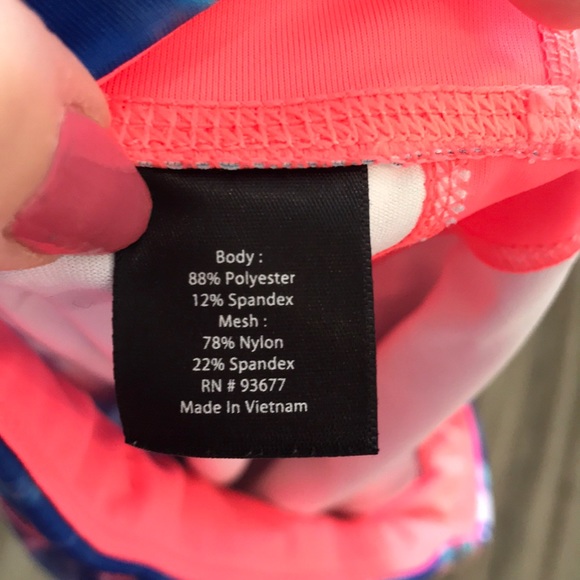 Body :
88% Polyester
12% Spandex
Mesh :
78% Nylon
22% Spandex
RN # 93677
Made In Vietnam